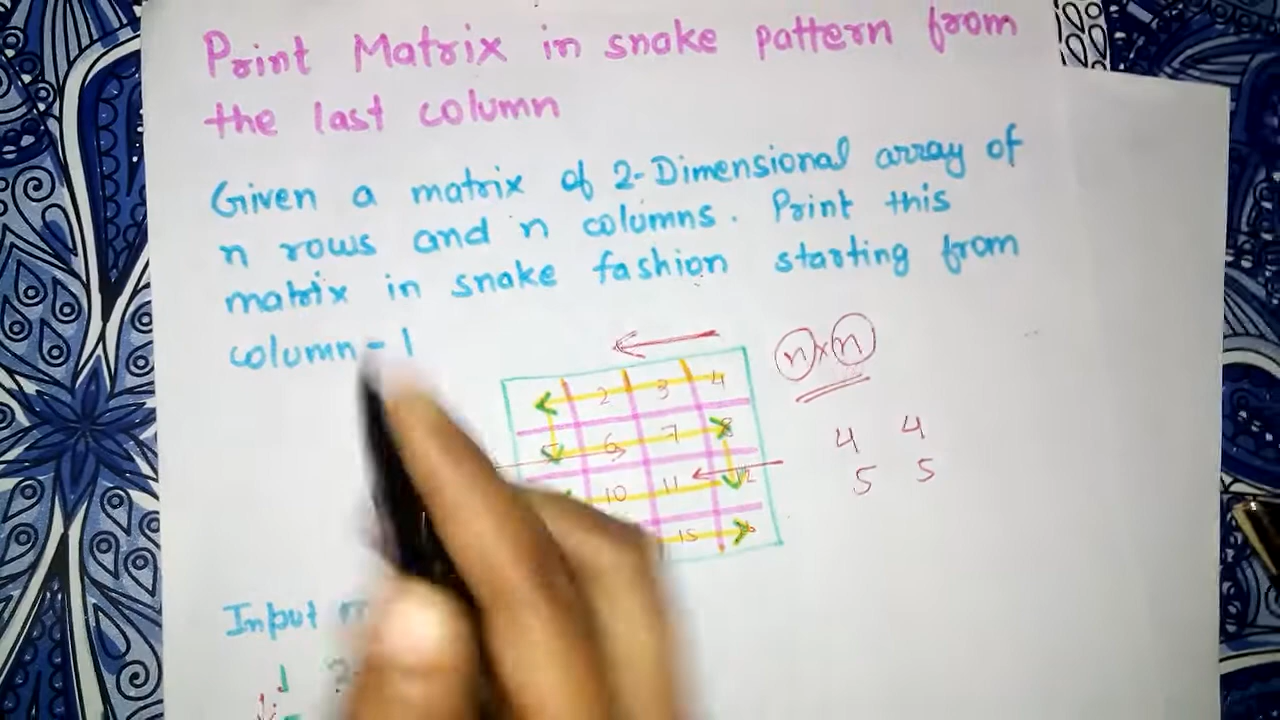 Print Matrix in snake pattern from
the last column
Given a matrix of 2-Dimensional array of
n rows and n columns. Print this
matrix in snake fashion starting from
column-1
n×n
2 3 4
5 6 7 8
10 11 12
15
4 4
5 5
Input